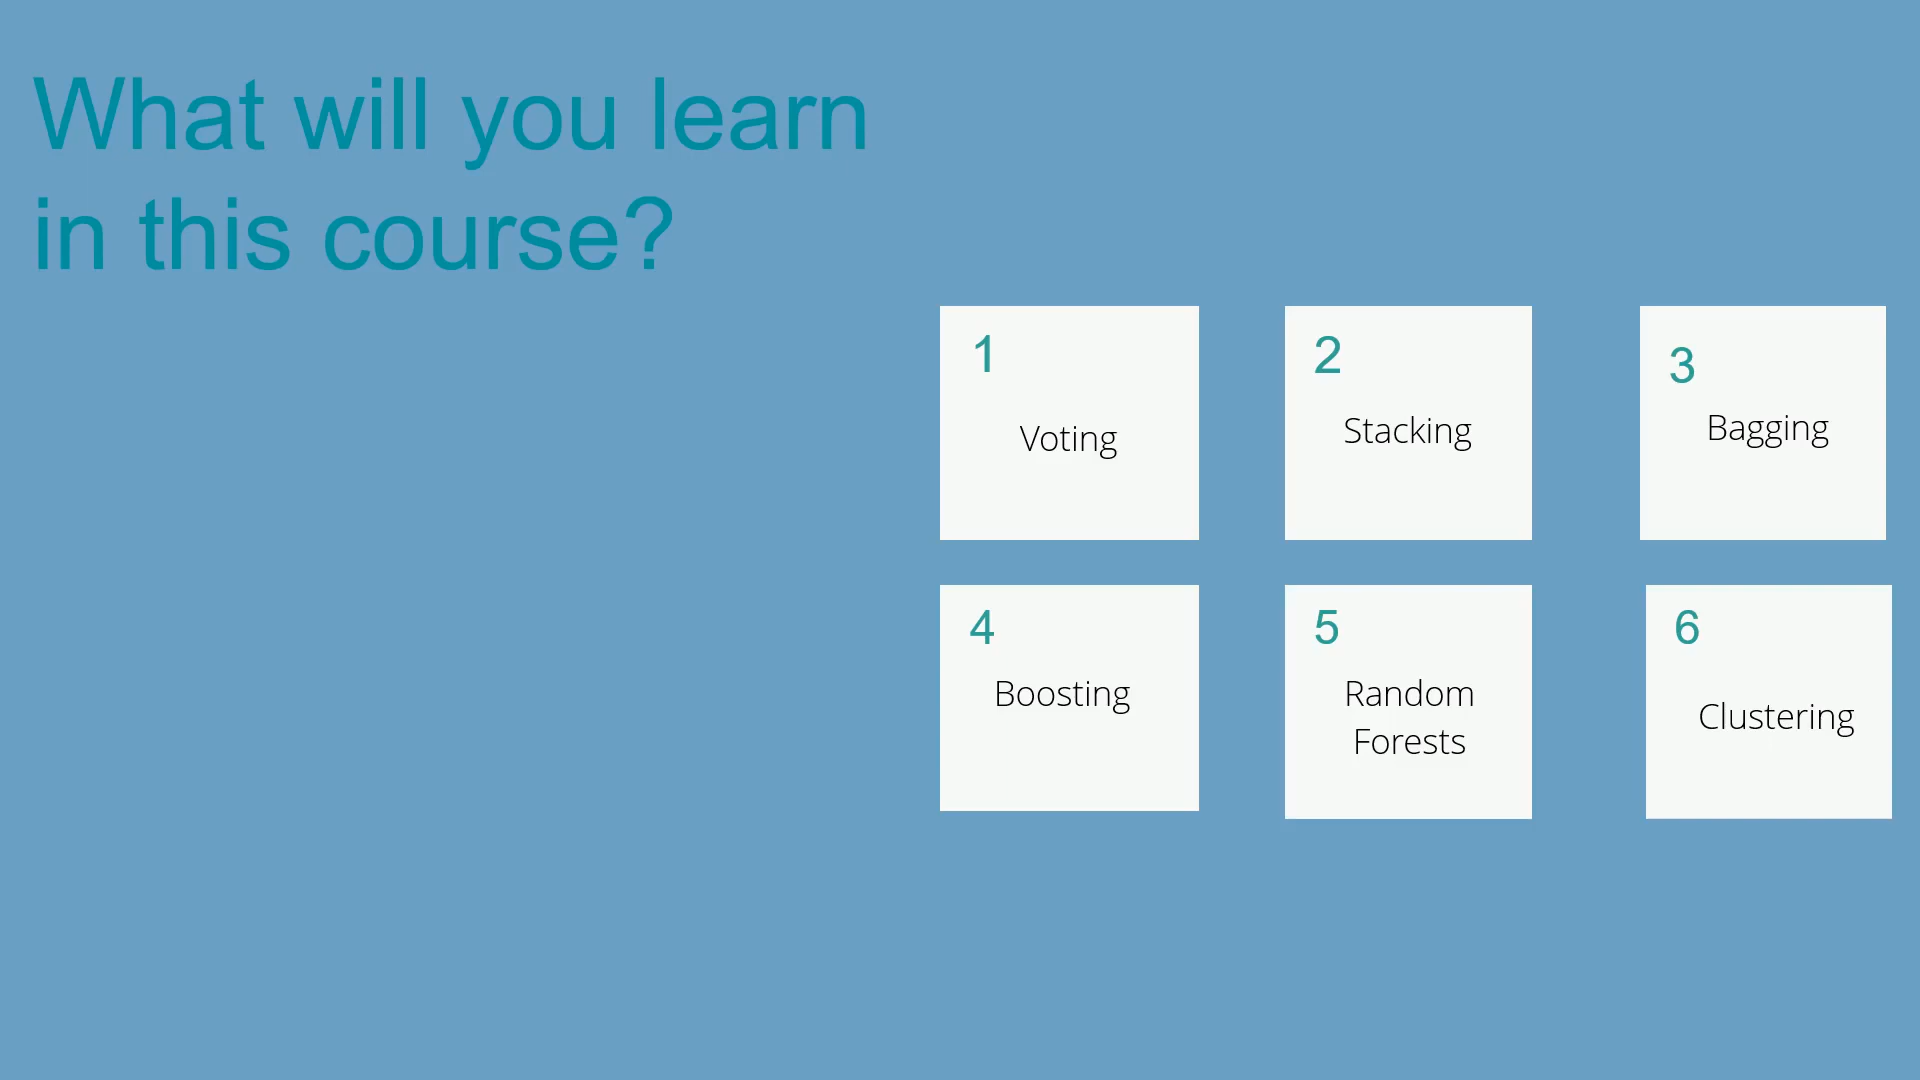 What will you learn
in this course?
1
Voting
2
Stacking
3
Bagging
4
Boosting
5
Random
Forests
6
Clustering